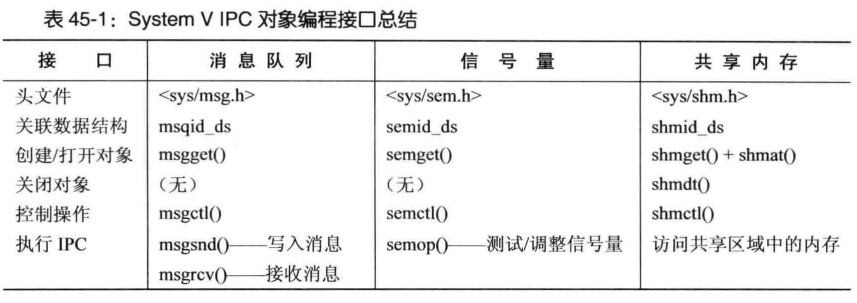 表 45-1：System V IPC 对象编程接口总结
接 口 消 息 队 列 信 号 量 共 享 内 存
头文件 <sys/msg.h> <sys/sem.h> <sys/shm.h>
关联数据结构 msqid_ds semid_ds shmid_ds
创建/打开对象 msgget() semget() shmget() + shmat()
关闭对象 （无） （无） shmdt()
控制操作 msgctl() semctl() shmctl()
执行 IPC msgsnd()——写入消息 semop()——测试/调整信号量 访问共享区域中的内存
msgrcv()——接收消息